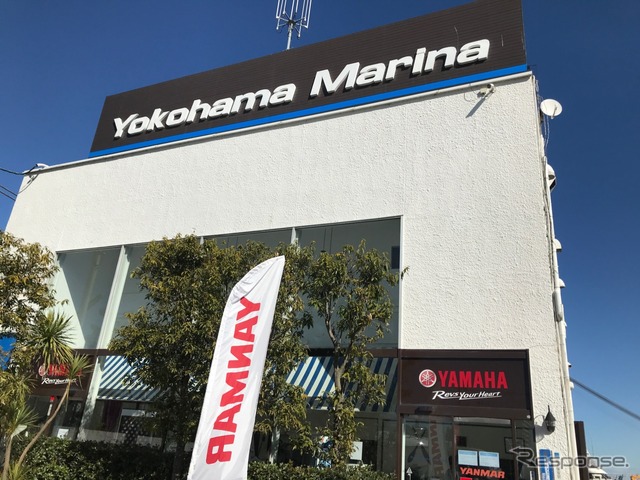 Yokohama Marina
YANMAR
YAMAHA
Revs Your Heart
YANMAR
Response.